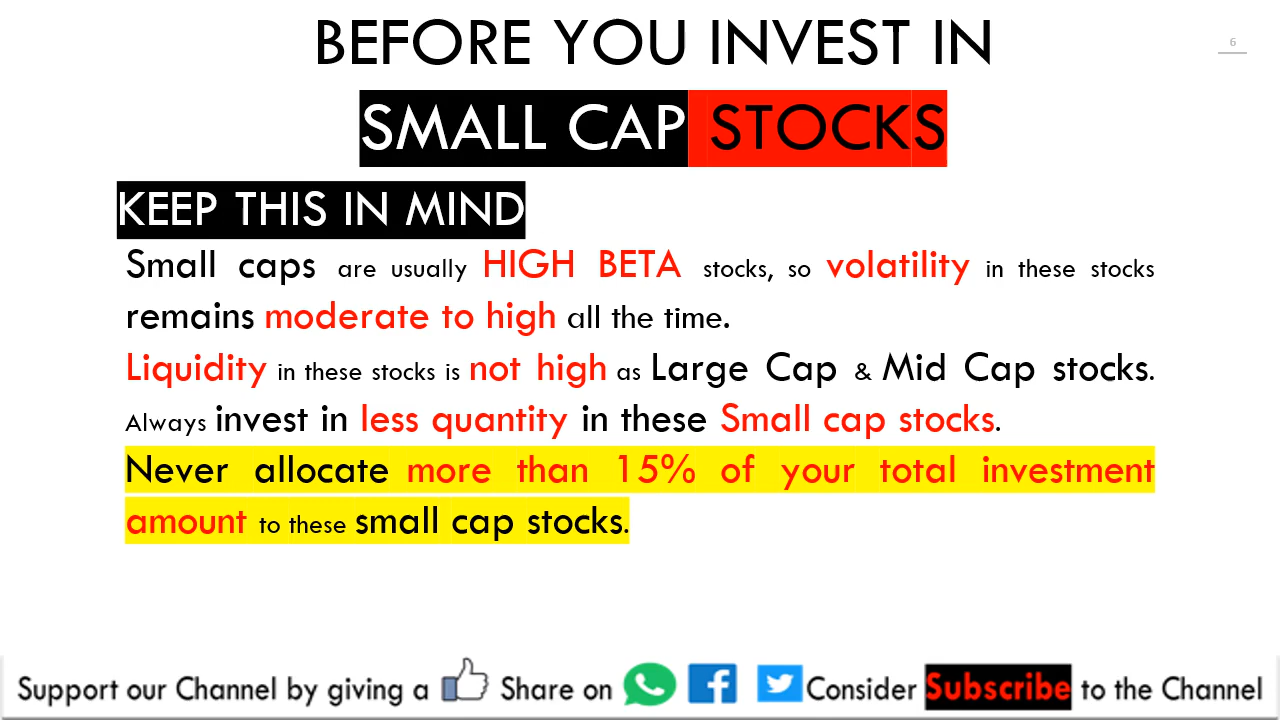 BEFORE YOU INVEST IN
6
SMALL CAP STOCKS
KEEP THIS IN MIND
Small caps are usually HIGH BETA stocks, so volatility in these stocks
remains moderate to high all the time.
Liquidity in these stocks is not high as Large Cap & Mid Cap stocks.
Always invest in less quantity in these Small cap stocks.
Never allocate more than 15% of your total investment
amount to these small cap stocks.
Support our Channel by giving a Share on Consider Subscribe to the Channel